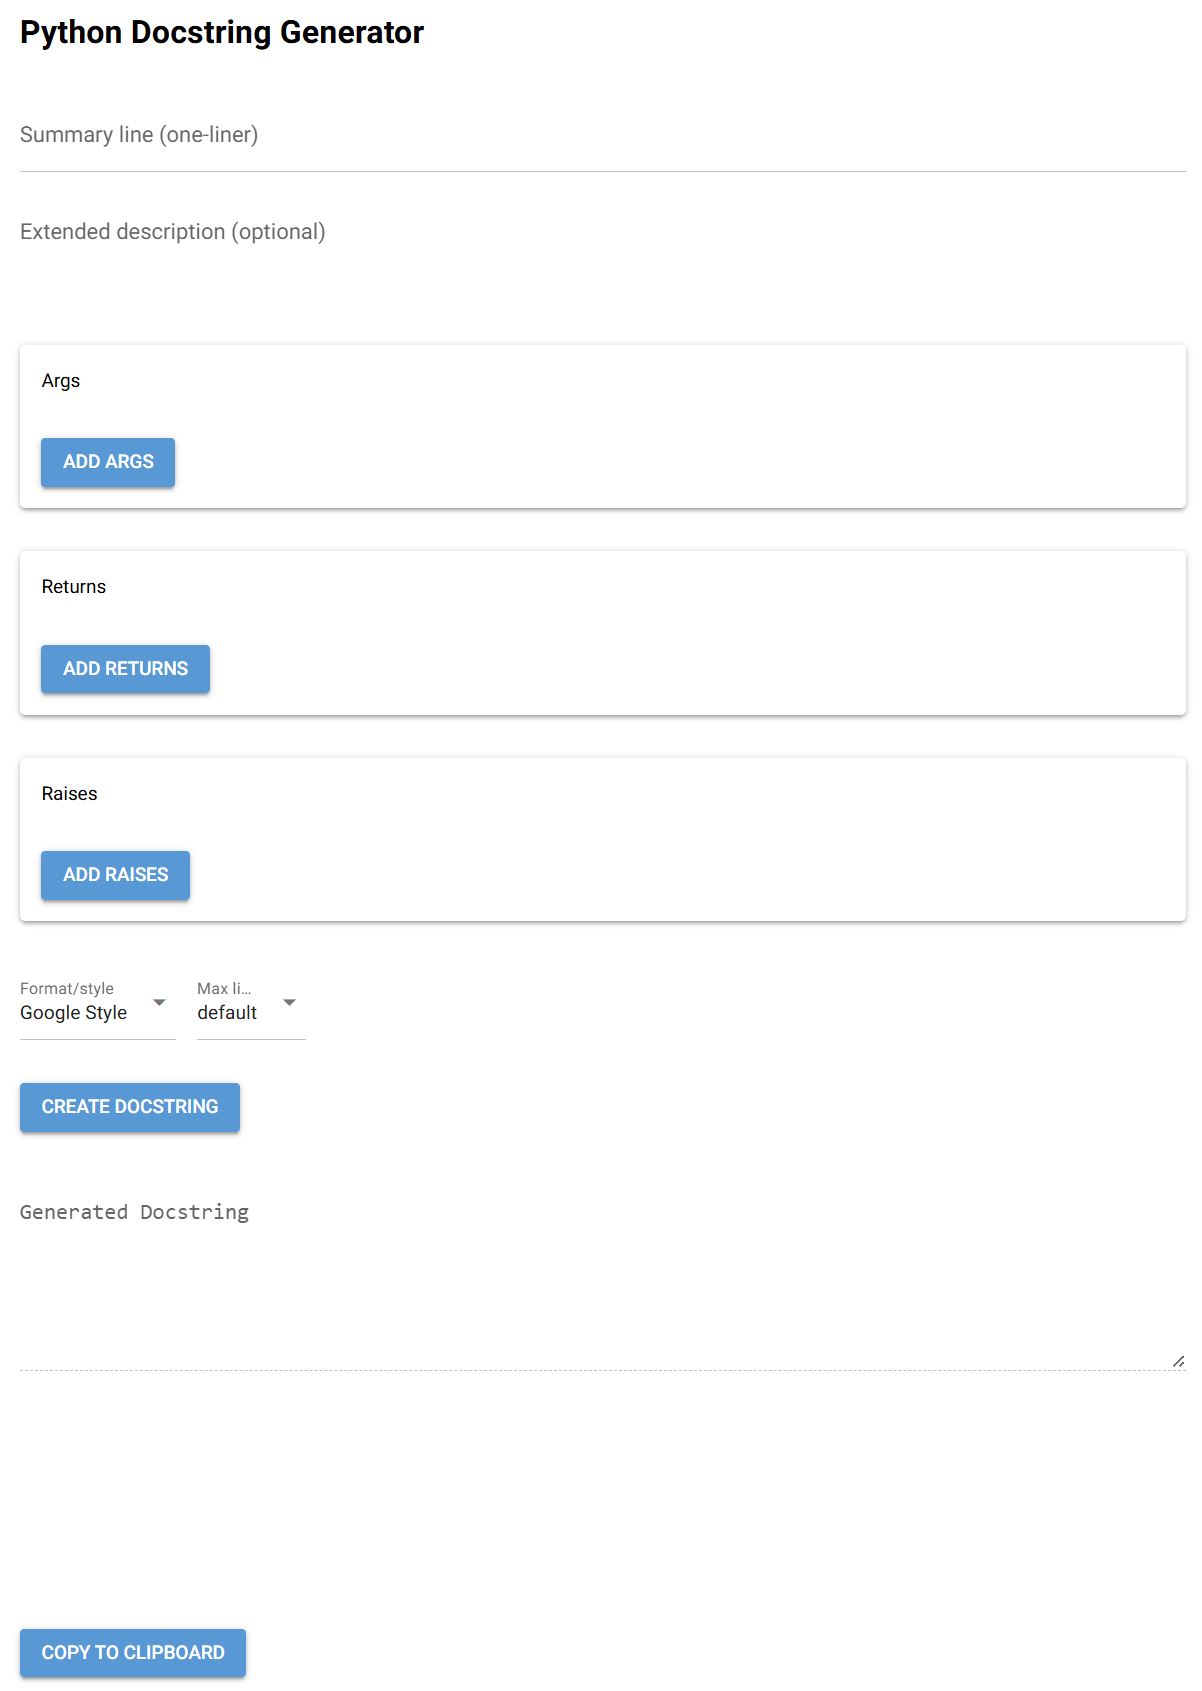 Python Docstring Generator
Summary line (one-liner)
Extended description (optional)
Args
ADD ARGS
Returns
ADD RETURNS
Raises
ADD RAISES
Format/style
Google Style
Max li...
default
CREATE DOCSTRING
Generated Docstring
COPY TO CLIPBOARD